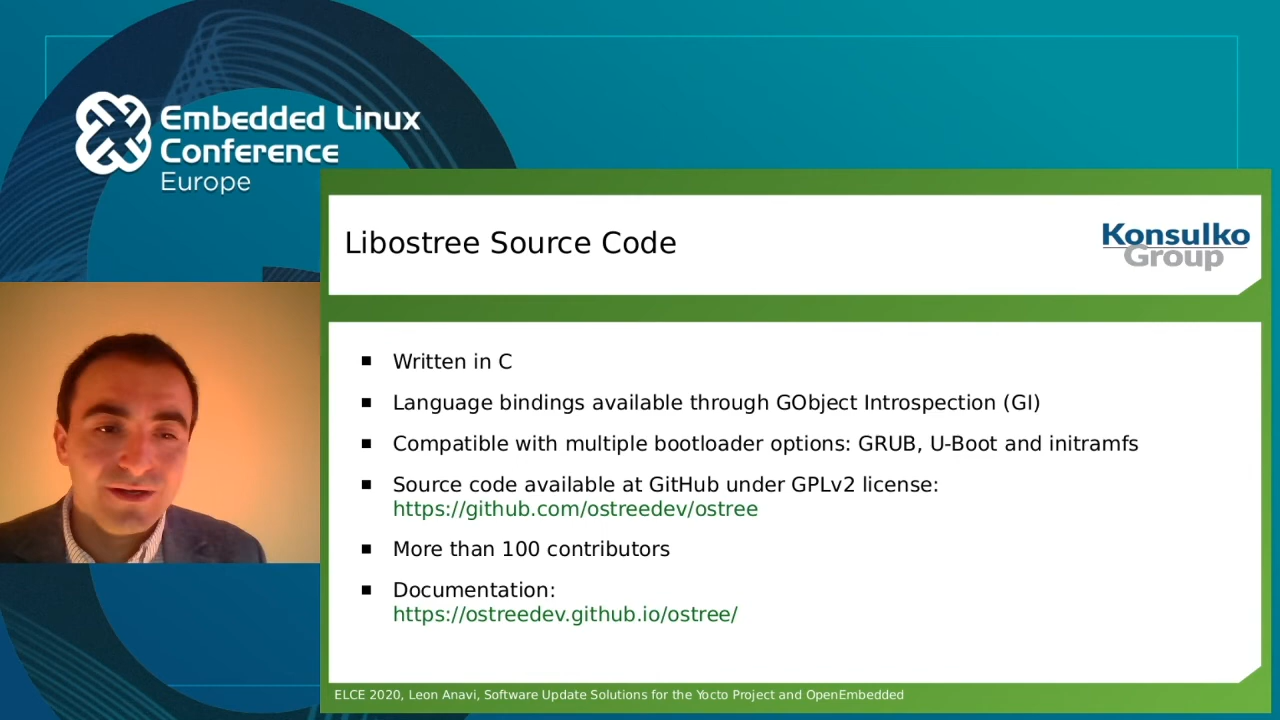 Embedded Linux
Conference
Europe
Libostree Source Code
Konsulko
Group
Written in C
Language bindings available through GObject Introspection (GI)
Compatible with multiple bootloader options: GRUB, U-Boot and initramfs
Source code available at GitHub under GPLv2 license:
https://github.com/ostreedev/ostree
More than 100 contributors
Documentation:
https://ostreedev.github.io/ostree/
ELCE 2020, Leon Anavi, Software Update Solutions for the Yocto Project and OpenEmbedded